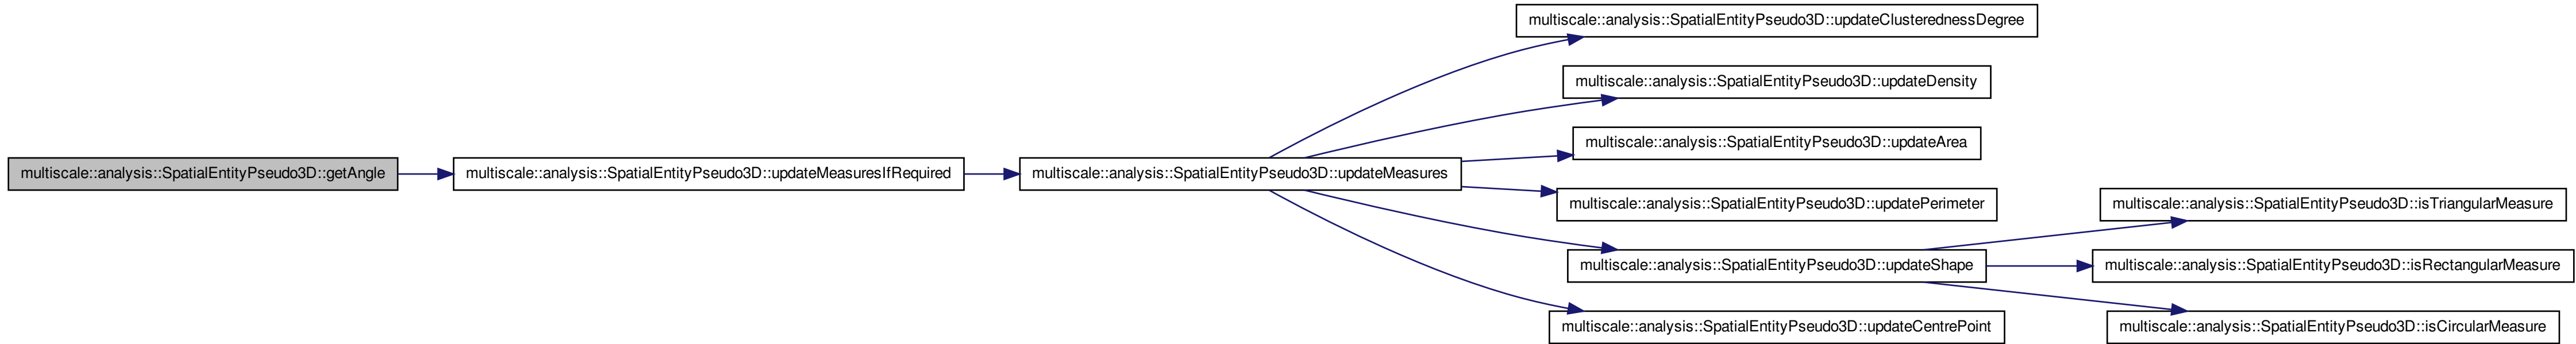 multiscale::analysis::SpatialEntityPseudo3D::getAngle
multiscale::analysis::SpatialEntityPseudo3D::updateMeasuresIfRequired
multiscale::analysis::SpatialEntityPseudo3D::updateMeasures
multiscale::analysis::SpatialEntityPseudo3D::updateClusterednessDegree
multiscale::analysis::SpatialEntityPseudo3D::updateDensity
multiscale::analysis::SpatialEntityPseudo3D::updateArea
multiscale::analysis::SpatialEntityPseudo3D::updatePerimeter
multiscale::analysis::SpatialEntityPseudo3D::updateShape
multiscale::analysis::SpatialEntityPseudo3D::updateCentrePoint
multiscale::analysis::SpatialEntityPseudo3D::isTriangularMeasure
multiscale::analysis::SpatialEntityPseudo3D::isRectangularMeasure
multiscale::analysis::SpatialEntityPseudo3D::isCircularMeasure